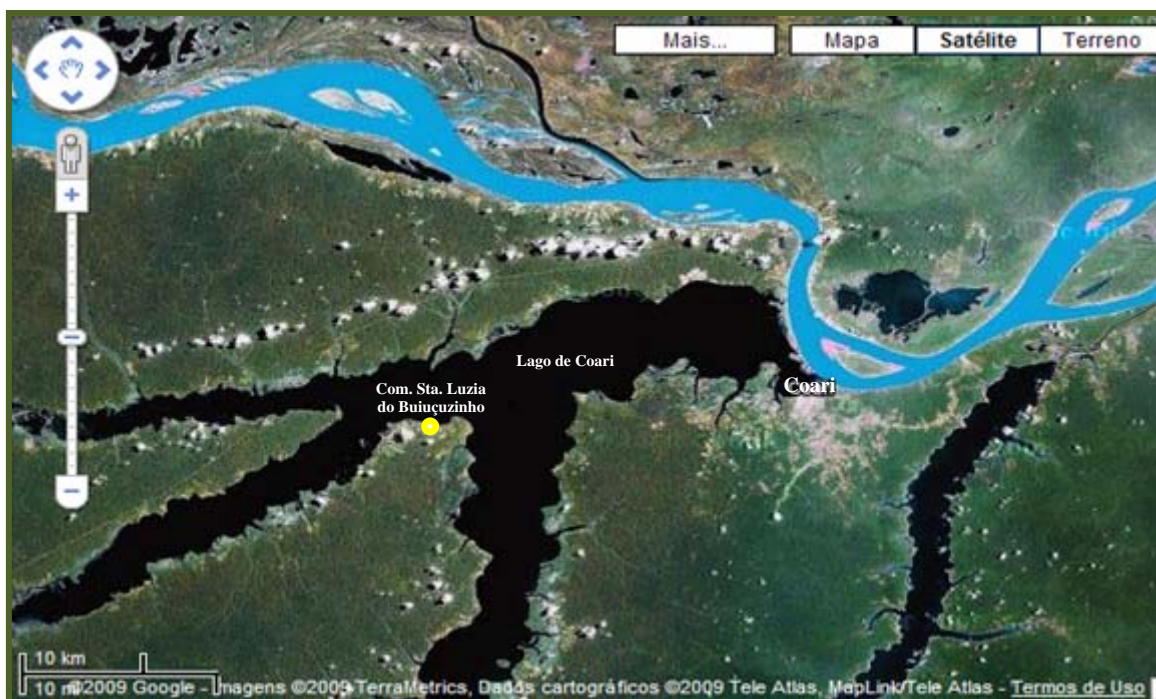 Mais...
Mapa
Satélite
Terreno
Lago de Coari
Com. Sta. Luzia
do Buiuçuzinho
Coari
10 km
10 mi
©2009 Google - Imagens ©2009 TerraMetrics, Dados cartográficos ©2009 Tele Atlas, MapLink/Tele Atlas - Termos de Uso